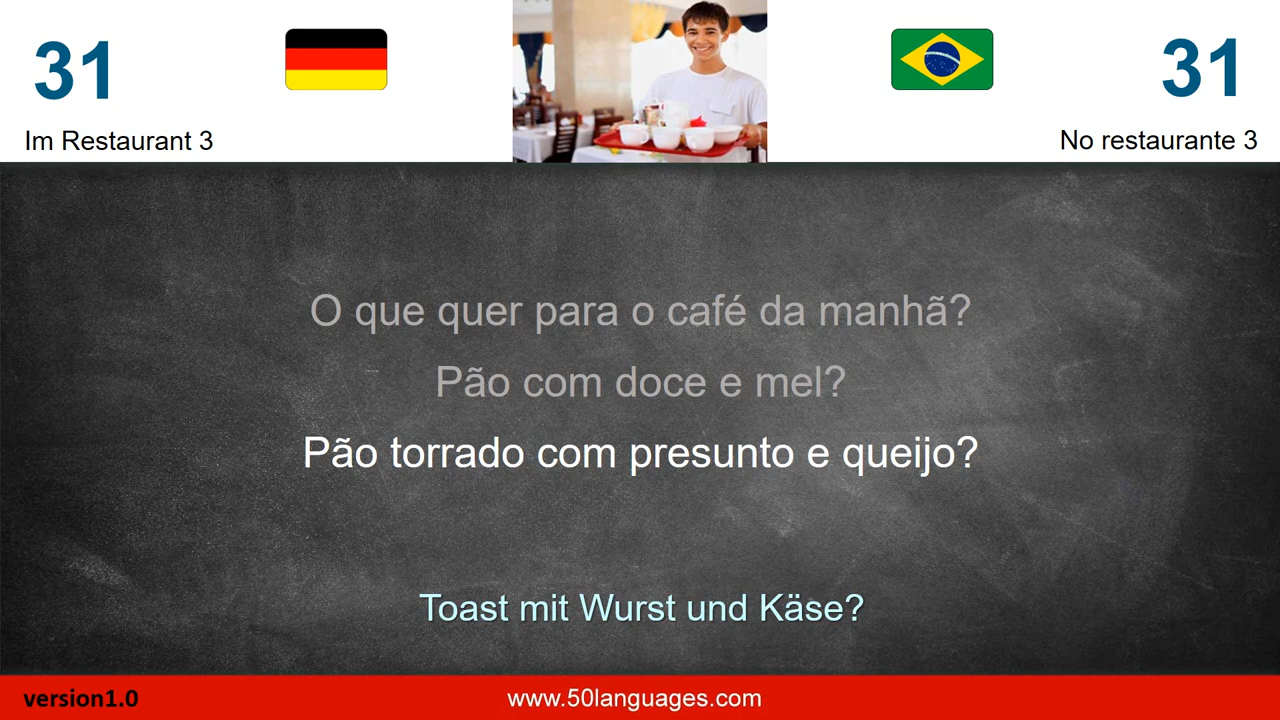 31
31
Im Restaurant 3
No restaurante 3
O que quer para o café da manhã?
Pão com doce e mel?
Pão torrado com presunto e queijo?
Toast mit Wurst und Käse?
version1.0
www.50languages.com